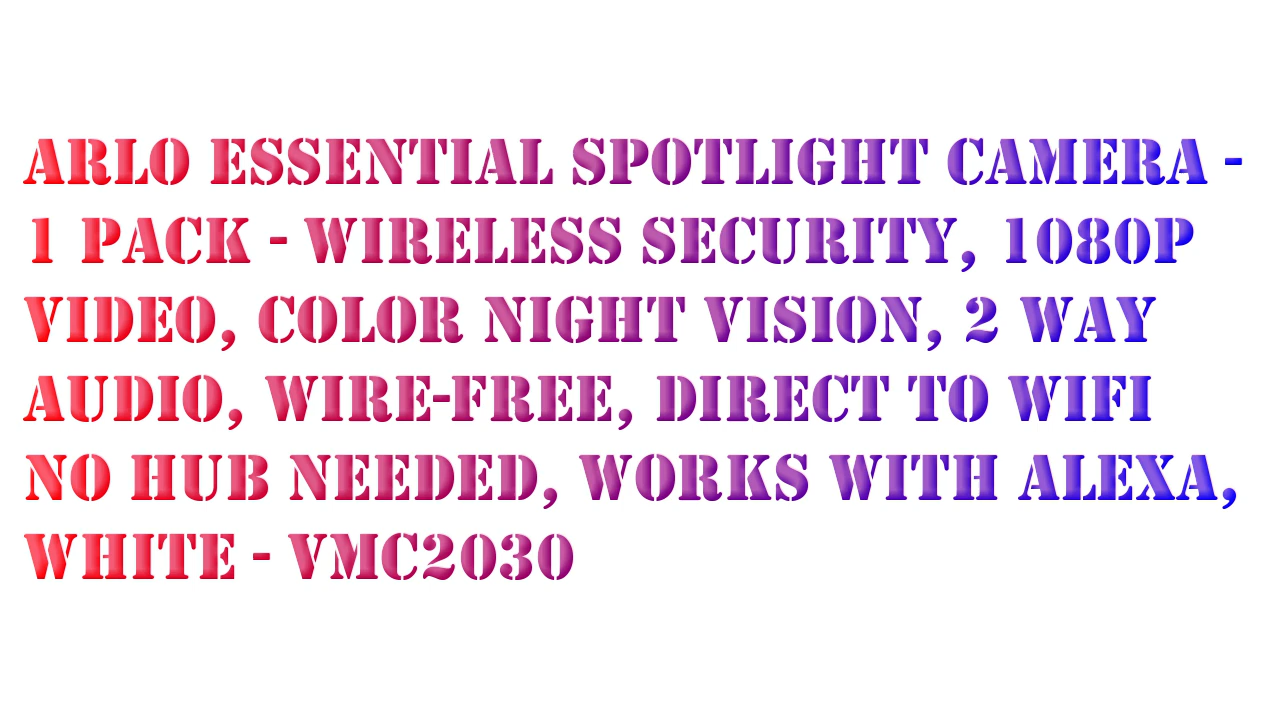 ARLO ESSENTIAL SPOTLIGHT CAMERA -
1 PACK - WIRELESS SECURITY, 1080P
VIDEO, COLOR NIGHT VISION, 2 WAY
AUDIO, WIRE-FREE, DIRECT TO WIFI
NO HUB NEEDED, WORKS WITH ALEXA,
WHITE - VMC2030